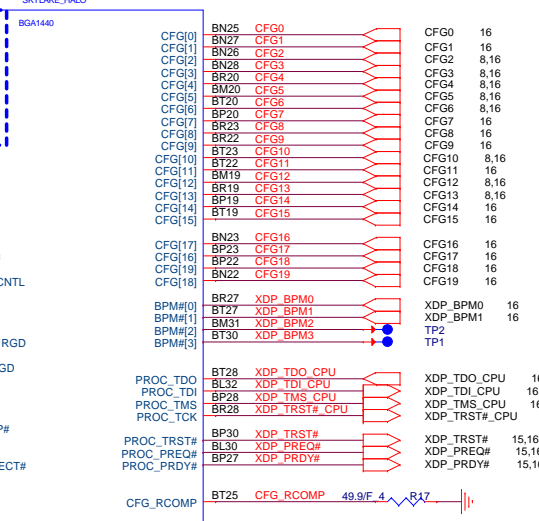 SKYLAKE_HALO
BGA1440
CFG[0] BN25 CFG0 CFG0 16
CFG[1] BN27 CFG1 CFG1 16
CFG[2] BN26 CFG2 CFG2 8,16
CFG[3] BN28 CFG3 CFG3 8,16
CFG[4] BR20 CFG4 CFG4 8,16
CFG[5] BM20 CFG5 CFG5 8,16
CFG[6] BT20 CFG6 CFG6 8,16
CFG[7] BP20 CFG7 CFG7 16
CFG[8] BR23 CFG8 CFG8 16
CFG[9] BR22 CFG9 CFG9 16
CFG[10] BT23 CFG10 CFG10 8,16
CFG[11] BT22 CFG11 CFG11 16
CFG[12] BM19 CFG12 CFG12 8,16
CFG[13] BR19 CFG13 CFG13 8,16
CFG[14] BP19 CFG14 CFG14 16
CFG[15] BT19 CFG15 CFG15 16
CFG[17] BN23 CFG16 CFG16 16
CFG[16] BP23 CFG17 CFG17 16
CFG[19] BP22 CFG18 CFG18 16
CNTL CFG[18] BN22 CFG19 CFG19 16
BPM#[0] BR27 XDP_BPM0 XDP_BPM0 16
BPM#[1] BT27 XDP_BPM1 XDP_BPM1 16
BPM#[2] BM31 XDP_BPM2 TP2
RGD BPM#[3] BT30 XDP_BPM3 TP1
GD
PROC_TDO BT28 XDP_TDO_CPU XDP_TDO_CPU 16
PROC_TDI BL32 XDP_TDI_CPU XDP_TDI_CPU 16
PROC_TMS BP28 XDP_TMS_CPU XDP_TMS_CPU 16
PROC_TCK BR28 XDP_TRST#_CPU XDP_TRST#_CPU
P#
PROC_TRST# BP30 XDP_TRST# XDP_TRST# 15,16
PROC_PREQ# BL30 XDP_PREQ# XDP_PREQ# 15,16
ECT# PROC_PRDY# BP27 XDP_PRDY# XDP_PRDY# 15,16
CFG_RCOMP BT25 CFG_RCOMP 49.9/F_4 R17